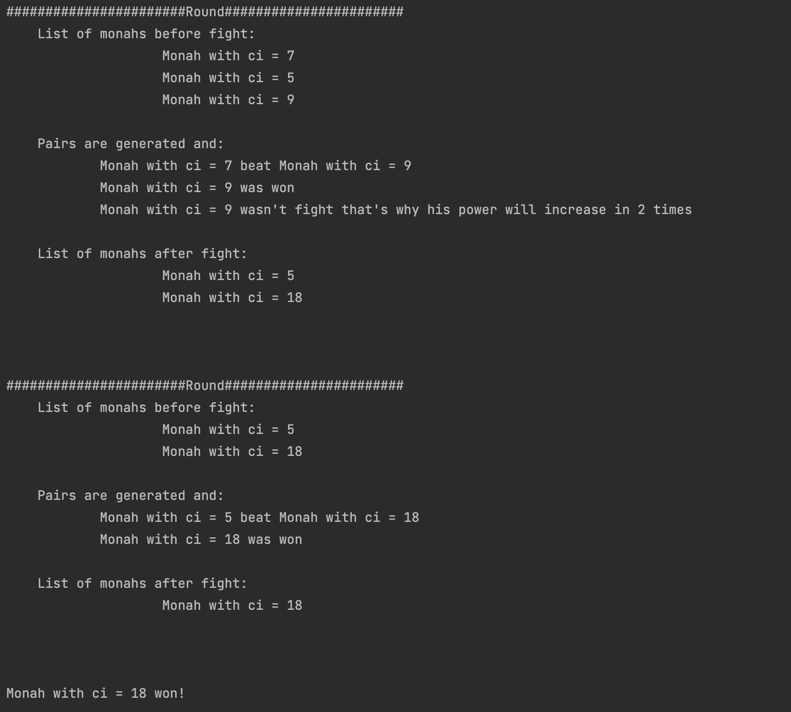 #######################Round#######################
    List of monahs before fight:
                    Monah with ci = 7
                    Monah with ci = 5
                    Monah with ci = 9
    Pairs are generated and:
            Monah with ci = 7 beat Monah with ci = 9
            Monah with ci = 9 was won
            Monah with ci = 9 wasn't fight that's why his power will increase in 2 times
    List of monahs after fight:
                    Monah with ci = 5
                    Monah with ci = 18
#######################Round#######################
    List of monahs before fight:
                    Monah with ci = 5
                    Monah with ci = 18
    Pairs are generated and:
            Monah with ci = 5 beat Monah with ci = 18
            Monah with ci = 18 was won
    List of monahs after fight:
                    Monah with ci = 18
Monah with ci = 18 won!